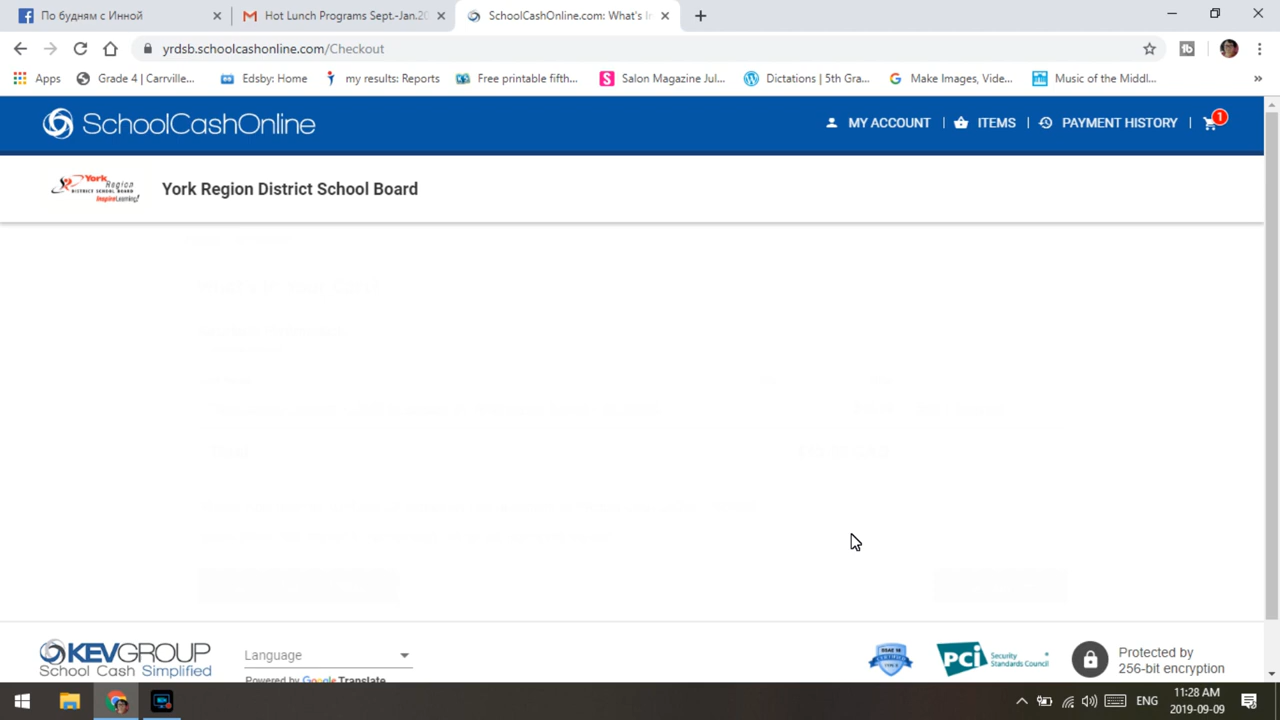 По будням с Инной
Hot Lunch Programs Sept.-Jan.20
SchoolCashOnline.com: What's I
yrdsb.schoolcashonline.com/Checkout
Apps
Grade 4 | Carrville...
Edsby: Home
my results: Reports
Free printable fifth...
Salon Magazine Jul...
Dictations | 5th Gra...
Make Images, Vide...
Music of the Middl...
»
SchoolCashOnline
MY ACCOUNT | ITEMS | PAYMENT HISTORY | 1
York Region DISTRICT SCHOOL BOARD InspireLearning!
York Region District School Board
KEVGROUP
School Cash Simplified
Language
Powered by Google Translate
PCI Security Standards Council
Protected by
256-bit encryption
ENG
11:28 AM
2019-09-09